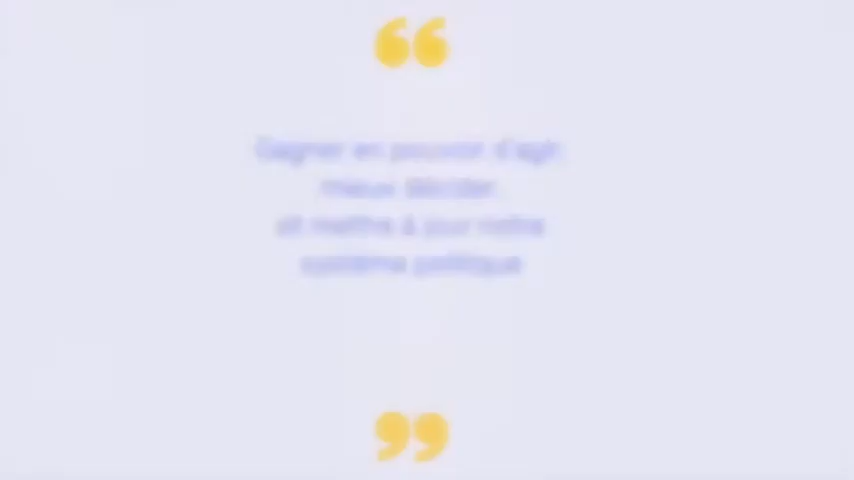 “
Gagner en pouvoir d'agir,
mieux décider,
et mettre à jour notre
système politique
”